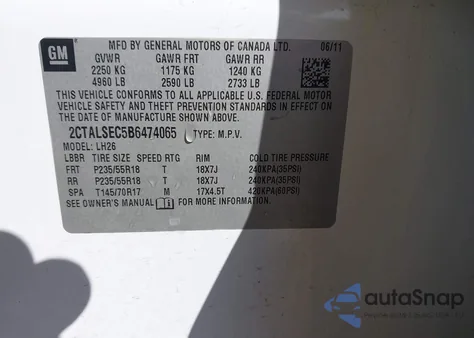 GM
MFD BY GENERAL MOTORS OF CANADA LTD. 06/11
GVWR GAWR FRT GAWR RR
2250 KG 1175 KG 1240 KG
4960 LB 2590 LB 2733 LB
THIS VEHICLE CONFORMS TO ALL APPLICABLE U.S. FEDERAL MOTOR
VEHICLE SAFETY AND THEFT PREVENTION STANDARDS IN EFFECT ON THE
DATE OF MANUFACTURE SHOWN ABOVE.
2CTALSEC5B6474065 TYPE: M.P.V.
MODEL: LH26
LBBR TIRE SIZE SPEED RTG RIM COLD TIRE PRESSURE
FRT P235/55R18 T 18X7J 240KPA(35PSI)
RR P235/55R18 T 18X7J 240KPA(35PSI)
SPA T145/70R17 M 17X4.5T 420KPA(60PSI)
SEE OWNER'S MANUAL FOR MORE INFORMATION.
autoSnap